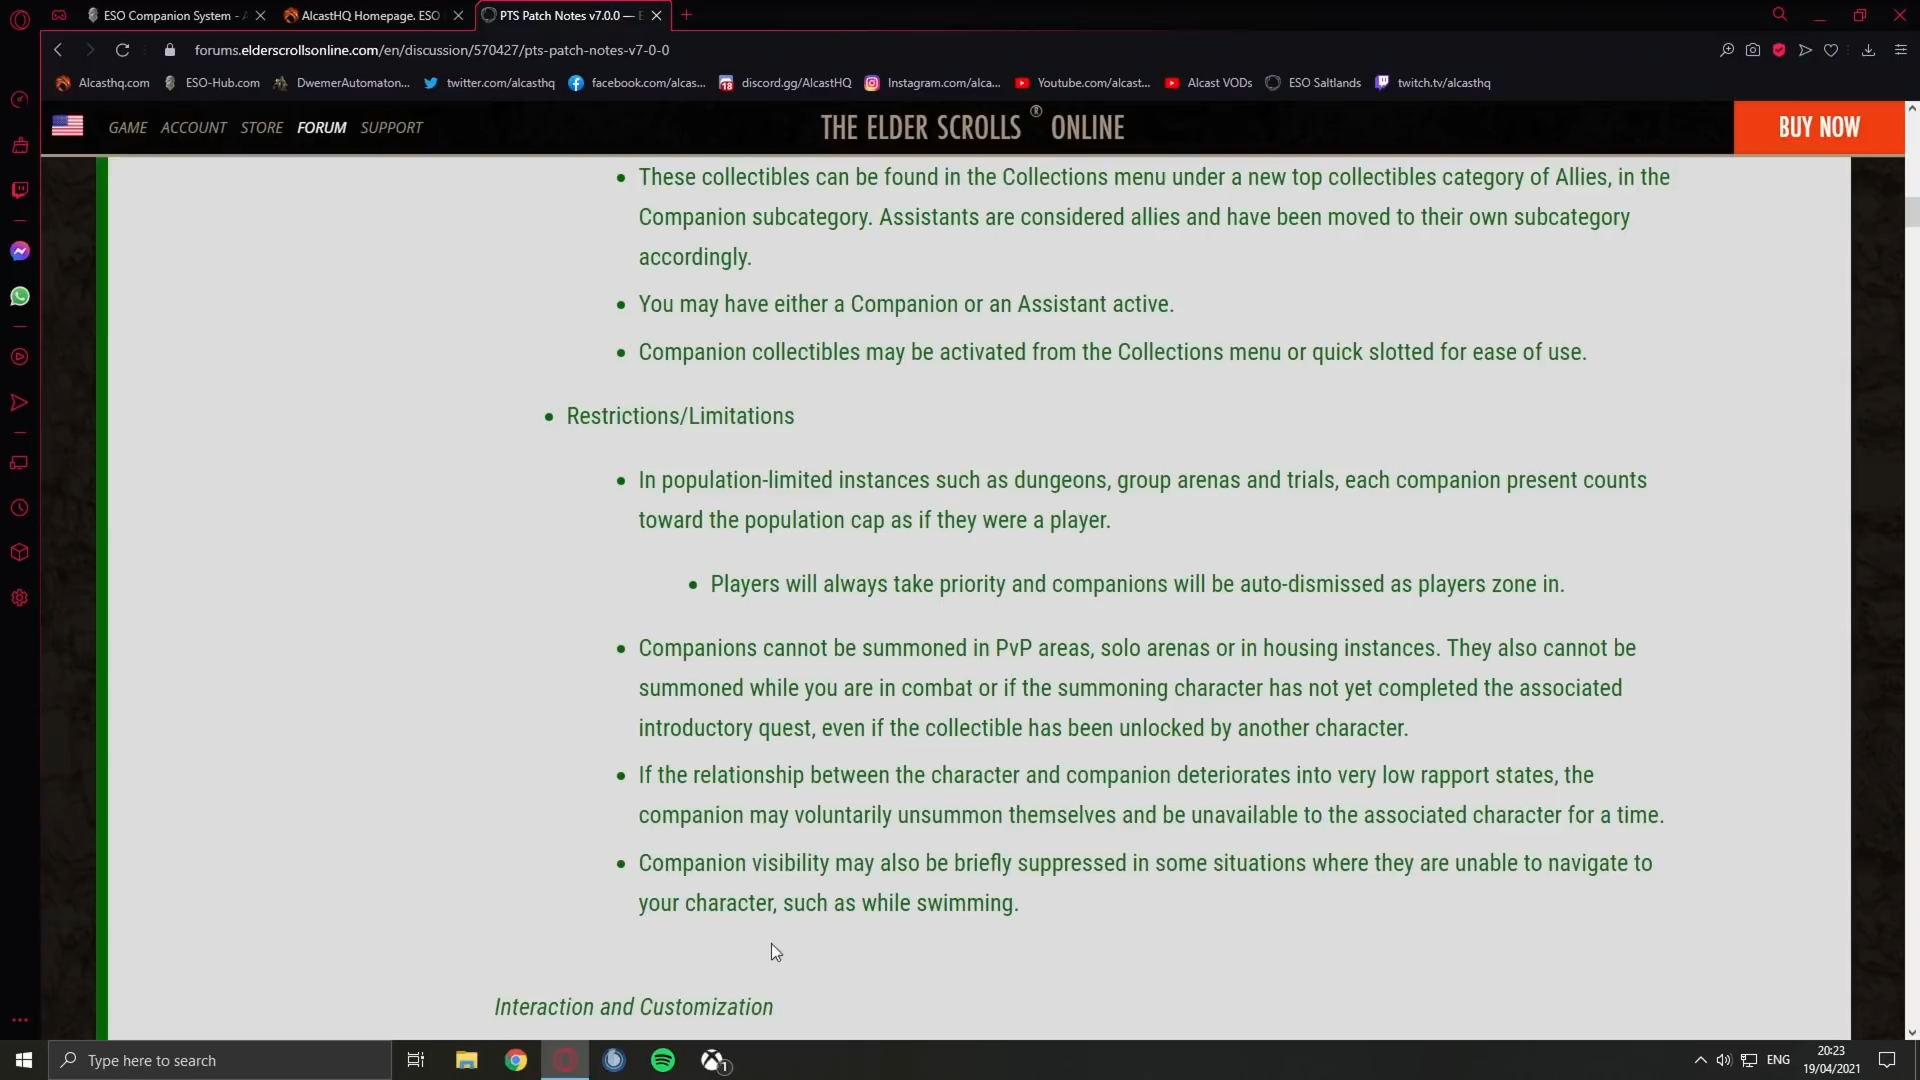 ESO Companion System - A
AlcastHQ Homepage. ESO
PTS Patch Notes v7.0.0 — E
forums.elderscrollsonline.com/en/discussion/570427/pts-patch-notes-v7-0-0
Alcasthq.com
ESO-Hub.com
DwemerAutomaton...
twitter.com/alcasthq
facebook.com/alcas...
18
discord.gg/AlcastHQ
Instagram.com/alca...
Youtube.com/alcast...
Alcast VODs
ESO Saltlands
twitch.tv/alcasthq
GAME ACCOUNT STORE FORUM SUPPORT
THE ELDER SCROLLS ® ONLINE
BUY NOW
These collectibles can be found in the Collections menu under a new top collectibles category of Allies, in the
Companion subcategory. Assistants are considered allies and have been moved to their own subcategory
accordingly.
You may have either a Companion or an Assistant active.
Companion collectibles may be activated from the Collections menu or quick slotted for ease of use.
Restrictions/Limitations
In population-limited instances such as dungeons, group arenas and trials, each companion present counts
toward the population cap as if they were a player.
Players will always take priority and companions will be auto-dismissed as players zone in.
Companions cannot be summoned in PvP areas, solo arenas or in housing instances. They also cannot be
summoned while you are in combat or if the summoning character has not yet completed the associated
introductory quest, even if the collectible has been unlocked by another character.
If the relationship between the character and companion deteriorates into very low rapport states, the
companion may voluntarily unsummon themselves and be unavailable to the associated character for a time.
Companion visibility may also be briefly suppressed in some situations where they are unable to navigate to
your character, such as while swimming.
Interaction and Customization
Type here to search
1
ENG
20:23
19/04/2021